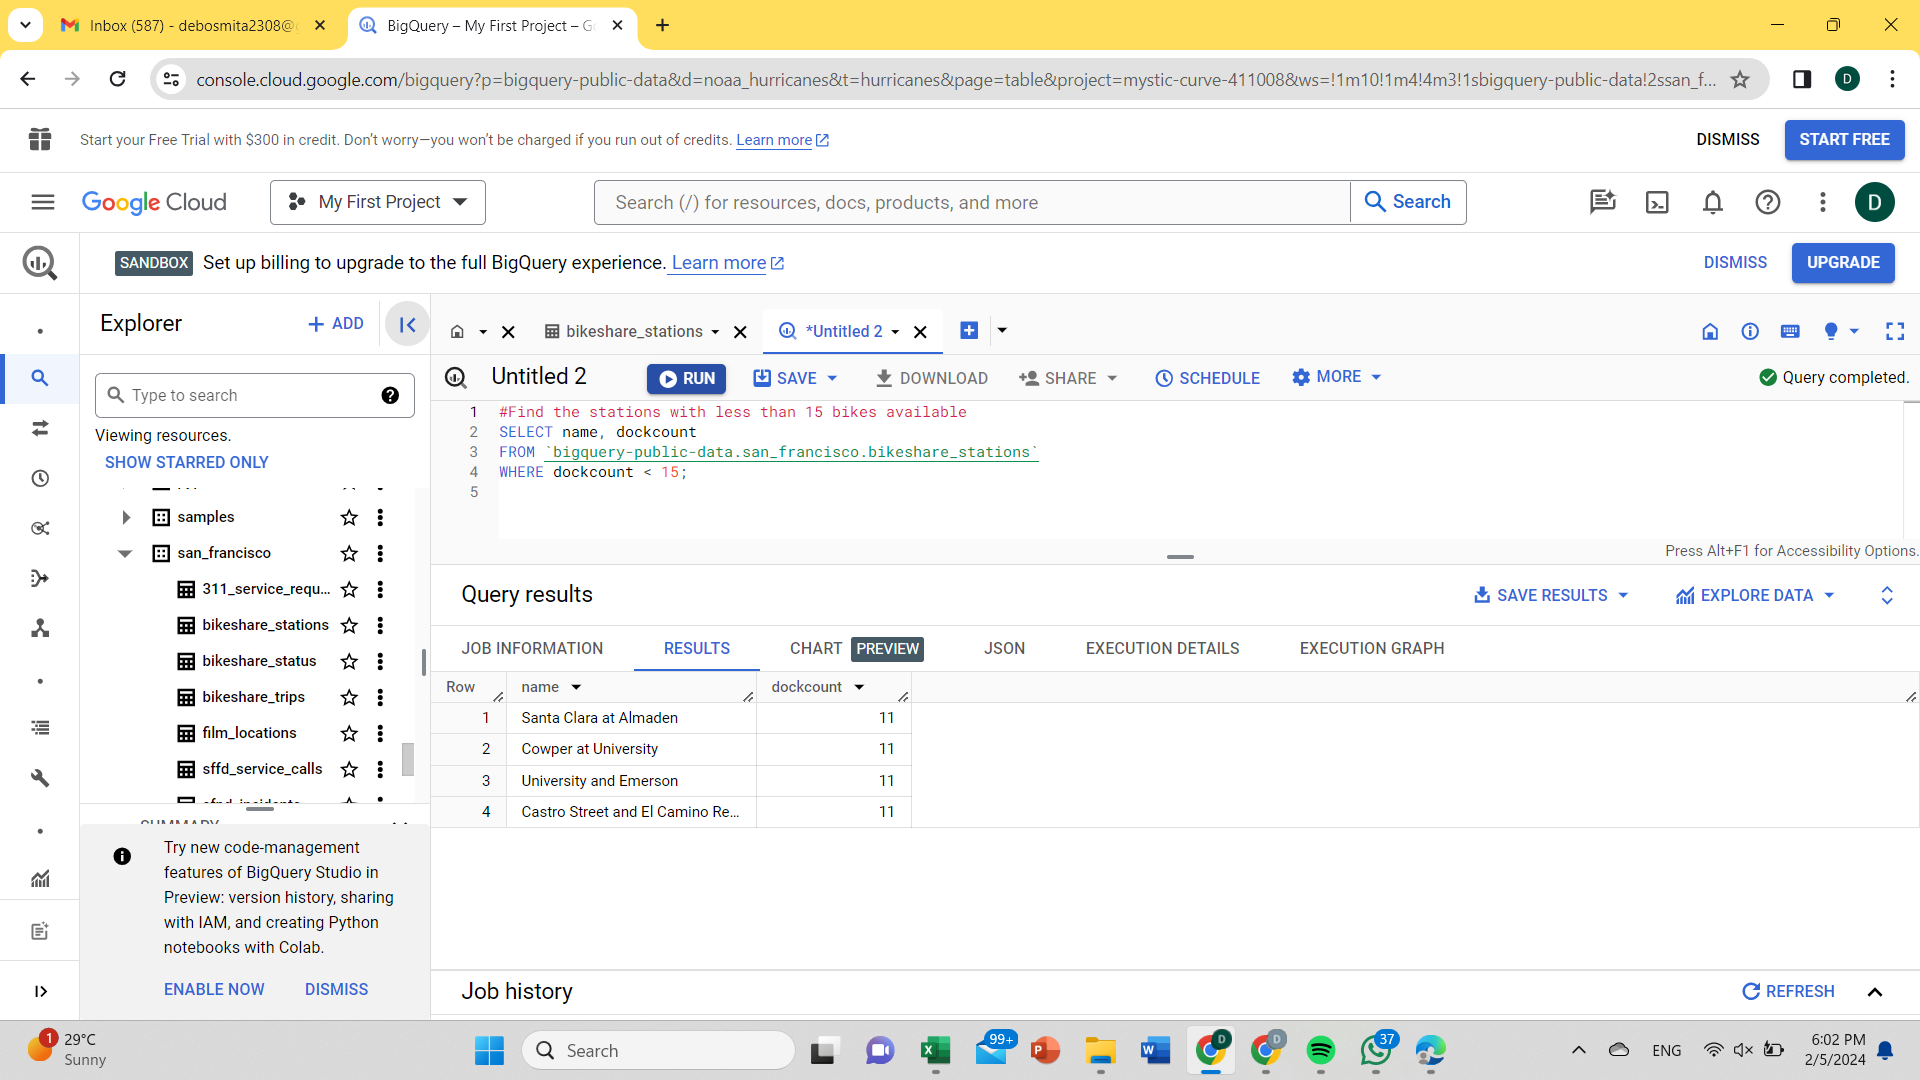 Inbox (587) - debosmita2308@
BigQuery – My First Project – Go
console.cloud.google.com/bigquery?p=bigquery-public-data&d=noaa_hurricanes&t=hurricanes&page=table&project=mystic-curve-411008&ws=!1m10!1m4!4m3!1sbigquery-public-data!2ssan_f...
D
Start your Free Trial with $300 in credit. Don’t worry—you won’t be charged if you run out of credits. Learn more
DISMISS
START FREE
Google Cloud
My First Project
Search (/) for resources, docs, products, and more
Search
D
SANDBOX Set up billing to upgrade to the full BigQuery experience. Learn more
DISMISS
UPGRADE
Explorer
+ ADD
bikeshare_stations
*Untitled 2
Untitled 2
RUN
SAVE
DOWNLOAD
SHARE
SCHEDULE
MORE
Query completed.
Type to search
Viewing resources.
SHOW STARRED ONLY
samples
san_francisco
311_service_requ...
bikeshare_stations
bikeshare_status
bikeshare_trips
film_locations
sffd_service_calls
SUMMARY
Try new code-management
features of BigQuery Studio in
Preview: version history, sharing
with IAM, and creating Python
notebooks with Colab.
ENABLE NOW
DISMISS
1 #Find the stations with less than 15 bikes available
2 SELECT name, dockcount
3 FROM `bigquery-public-data.san_francisco.bikeshare_stations`
4 WHERE dockcount < 15;
5
Press Alt+F1 for Accessibility Options.
Query results
SAVE RESULTS
EXPLORE DATA
JOB INFORMATION
RESULTS
CHART PREVIEW
JSON
EXECUTION DETAILS
EXECUTION GRAPH
Row name dockcount
1 Santa Clara at Almaden 11
2 Cowper at University 11
3 University and Emerson 11
4 Castro Street and El Camino Re... 11
Job history
REFRESH
1
29°C
Sunny
Search
99+
D
D
37
ENG
6:02 PM
2/5/2024